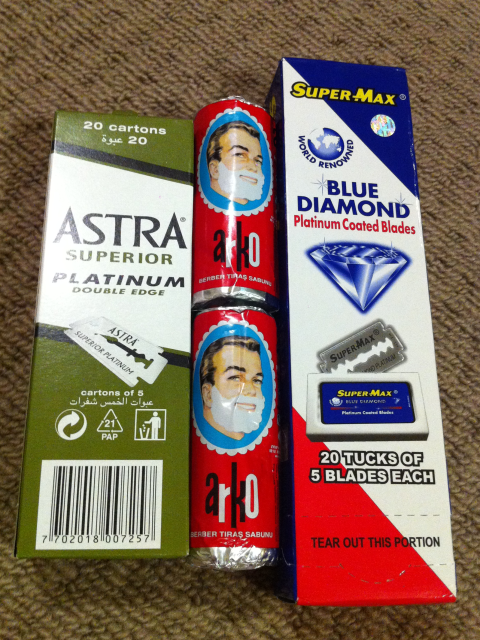 20 cartons
20 عبوة
ASTRA®
SUPERIOR
PLATINUM
DOUBLE EDGE
ASTRA
SUPERIOR PLATINUM
cartons of 5
عبوات الخمس شفرات
21
PAP
7 702018 007257
arko
BERBER TIRAŞ SABUNU
arko
BERBER TIRAŞ SABUNU
SUPER-MAX®
WORLD RENOWNED
BLUE
DIAMOND
Platinum Coated Blades
SUPER-MAX
SUPER-MAX
BLUE DIAMOND
Platinum Coated Blades
20 TUCKS OF
5 BLADES EACH
TEAR OUT THIS PORTION